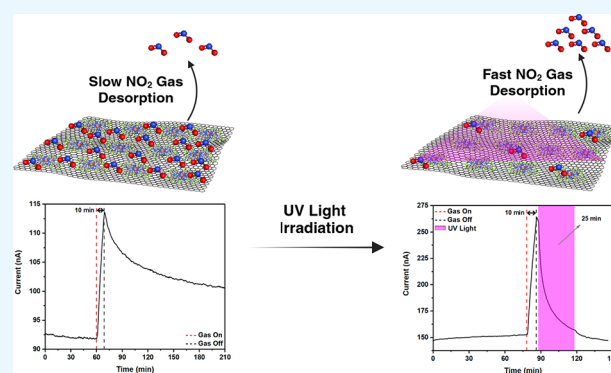 Slow NO₂ Gas
Desorption
Fast NO₂ Gas
Desorption
UV Light
Irradiation
115
110
105
100
95
90
Current (nA)
10 min
Gas On
Gas Off
0 30 60 90 120 150 180 210
Time (min)
275
250
225
200
175
150
Current (nA)
10 min
Gas On
Gas Off
UV Light
25 min
0 30 60 90 120
Time (min)